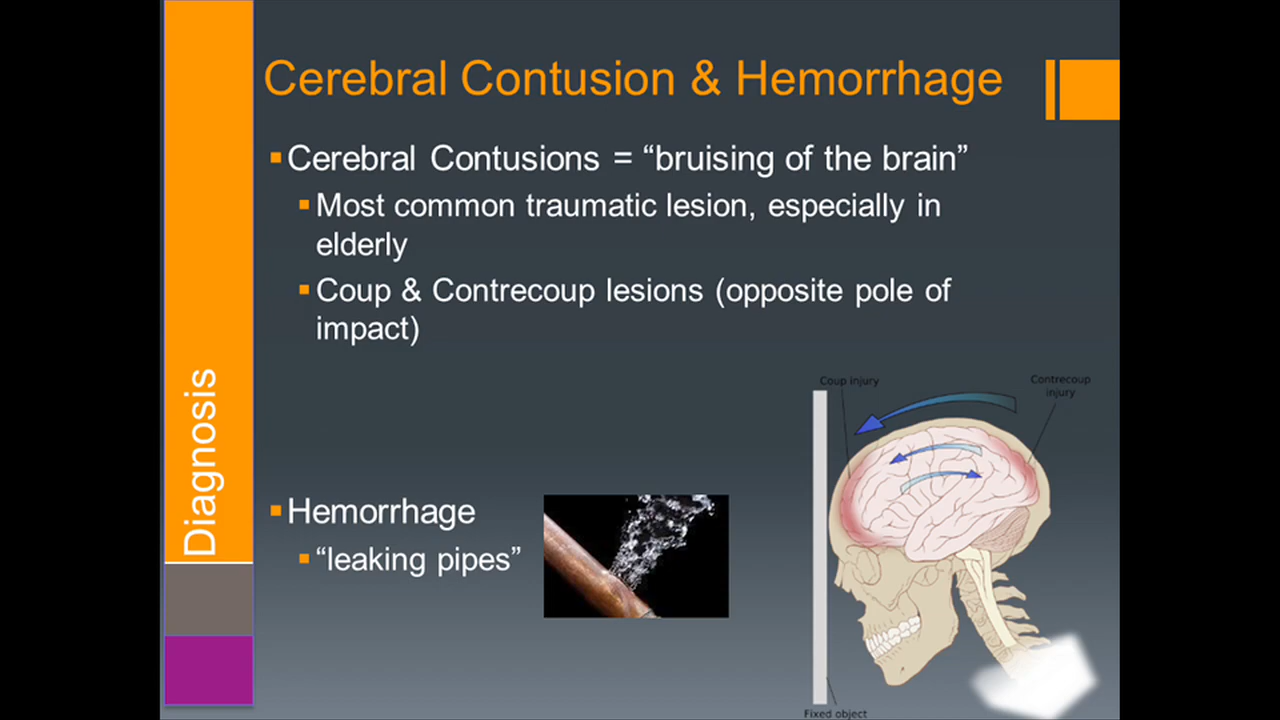 Cerebral Contusion & Hemorrhage
▪Cerebral Contusions = “bruising of the brain”
▪Most common traumatic lesion, especially in
elderly
▪Coup & Contrecoup lesions (opposite pole of
impact)
▪Hemorrhage
▪“leaking pipes”
Diagnosis
Coup injury
Contrecoup
injury
Fixed object